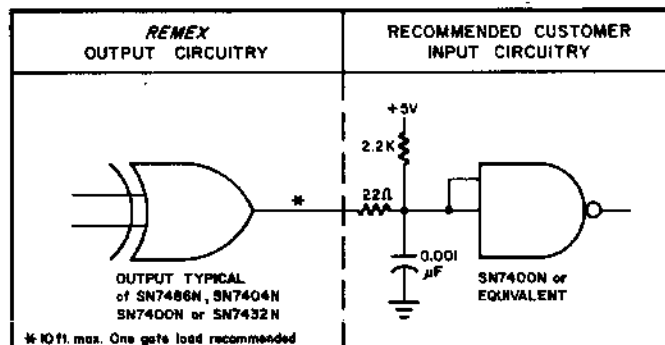 REMEX
OUTPUT CIRCUITRY
RECOMMENDED CUSTOMER
INPUT CIRCUITRY
+5V
2.2K
22Ω
*
0.001
µF
OUTPUT TYPICAL
of SN7486N, SN7404N
SN7400N or SN7432N
SN7400N or
EQUIVALENT
* 10 ft. max. One gate load recommended